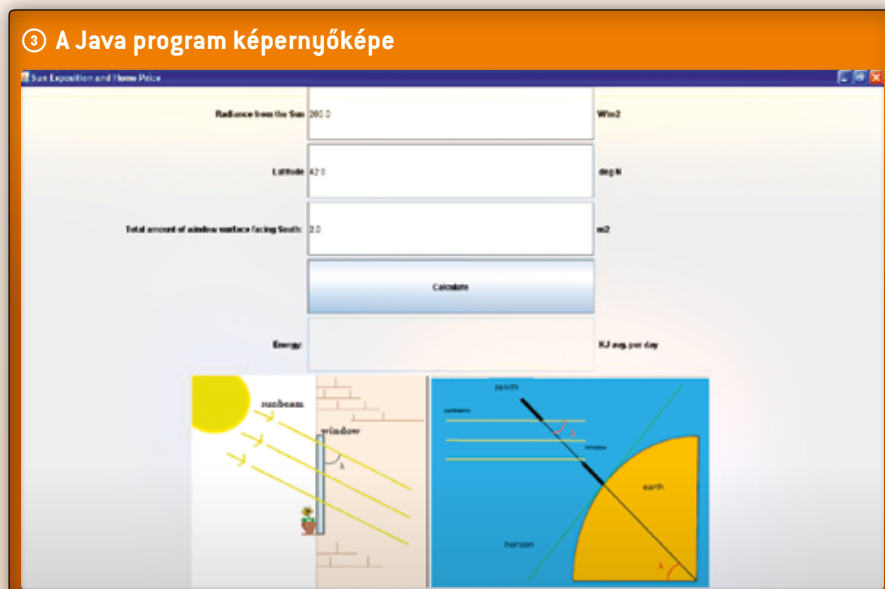 ③ A Java program képernyőképe
Sun Exposition and Home Price
Radiance from the Sun 200.0 W/m2
Latitude 42.0 deg N
Total amount of window surface facing South: 2.0 m2
Calculate
Energy: KJ avg. per day
sunbeam
window
λ
zenith
sunbeams
λ
window
earth
horizon
λ